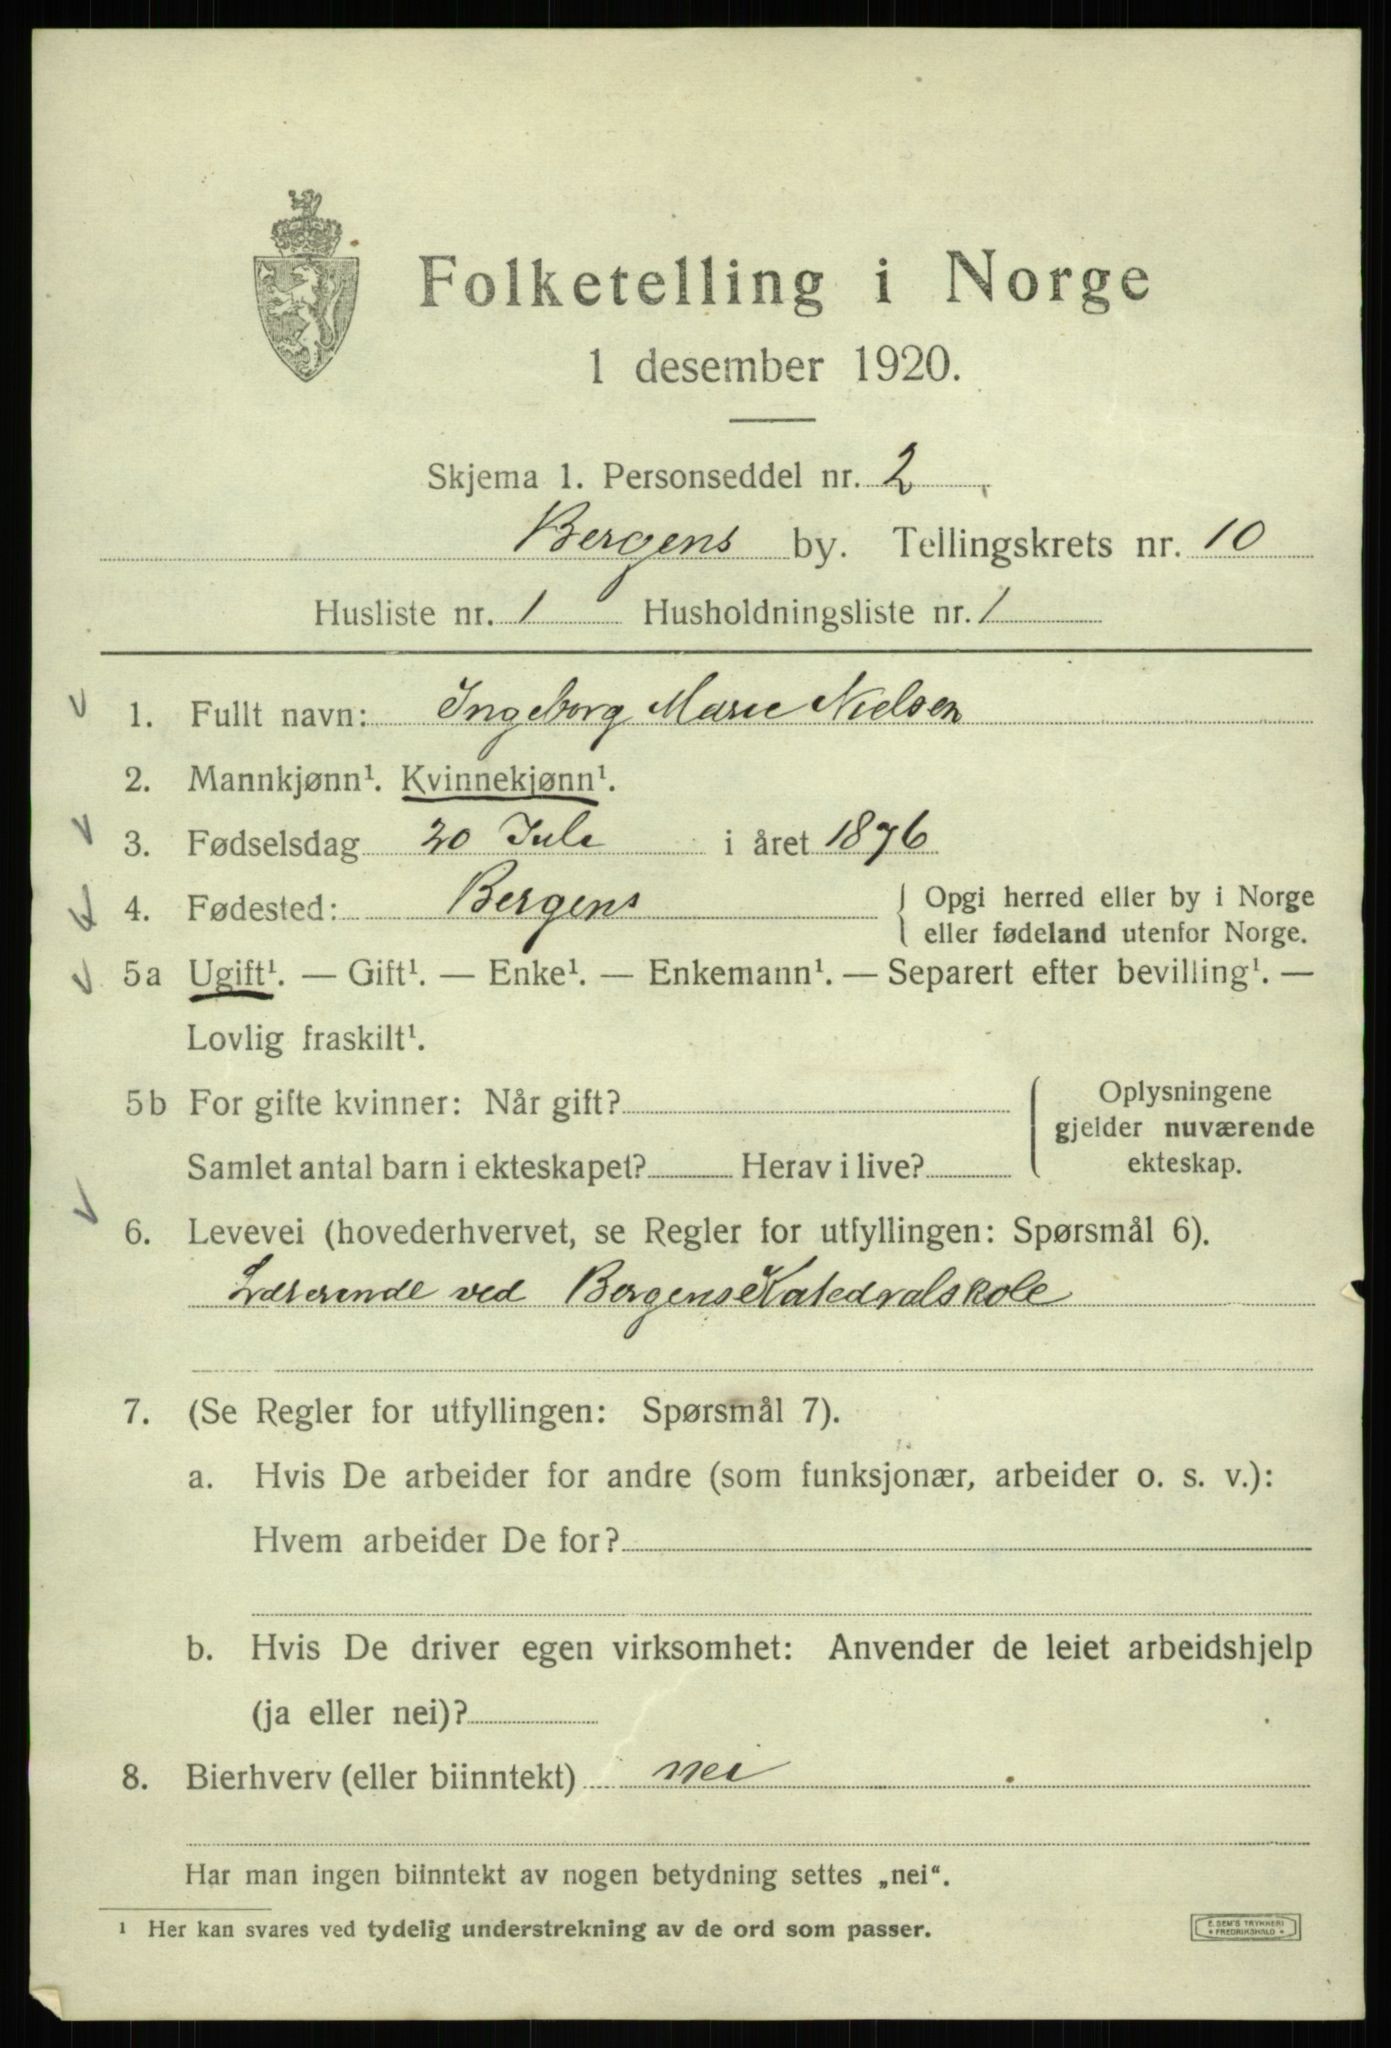 Folketelling i Norge
1 desember 1920.
Skjema 1. Personseddel nr. 2
Bergens by. Tellingskrets nr. 10
Husliste nr. 1 Husholdningsliste nr. 1
1. Fullt navn: Ingeborg Marie Nielsen
2. Mannkjønn¹. Kvinnekjønn¹.
3. Fødselsdag 20 Juli i året 1876
4. Fødested: Bergens { Opgi herred eller by i Norge
eller fødeland utenfor Norge.
5a Ugift¹. — Gift¹. — Enke¹. — Enkemann¹. — Separert efter bevilling¹. —
Lovlig fraskilt¹.
5b For gifte kvinner: Når gift? { Oplysningene
gjelder nuværende
Samlet antal barn i ekteskapet? Herav i live? ekteskap.
6. Levevei (hovederhvervet, se Regler for utfyllingen: Spørsmål 6).
ved Bergens Katedralskole
7. (Se Regler for utfyllingen: Spørsmål 7).
a. Hvis De arbeider for andre (som funksjonær, arbeider o. s. v.):
Hvem arbeider De for?
b. Hvis De driver egen virksomhet: Anvender de leiet arbeidshjelp
(ja eller nei)?
8. Bierhverv (eller biinntekt) nei
Har man ingen biinntekt av nogen betydning settes „nei“.
¹ Her kan svares ved tydelig understrekning av de ord som passer.
E. SEM'S TRYKKERI
* FREDRIKSHALD *